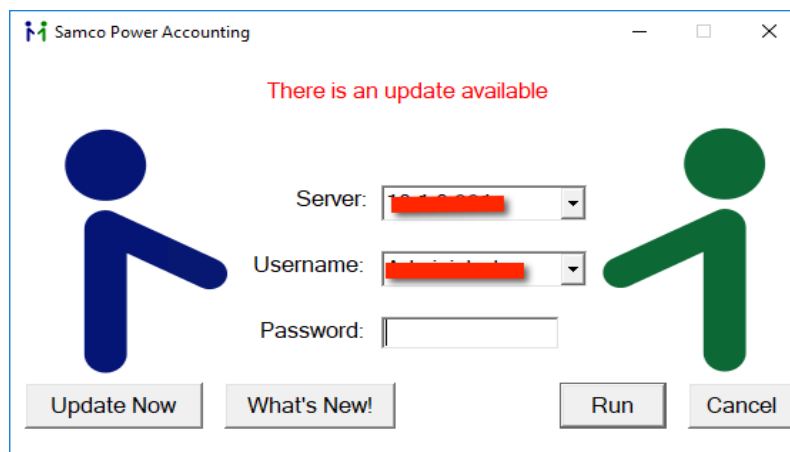 Samco Power Accounting
There is an update available
Server:
Username:
Password:
Update Now
What's New!
Run
Cancel